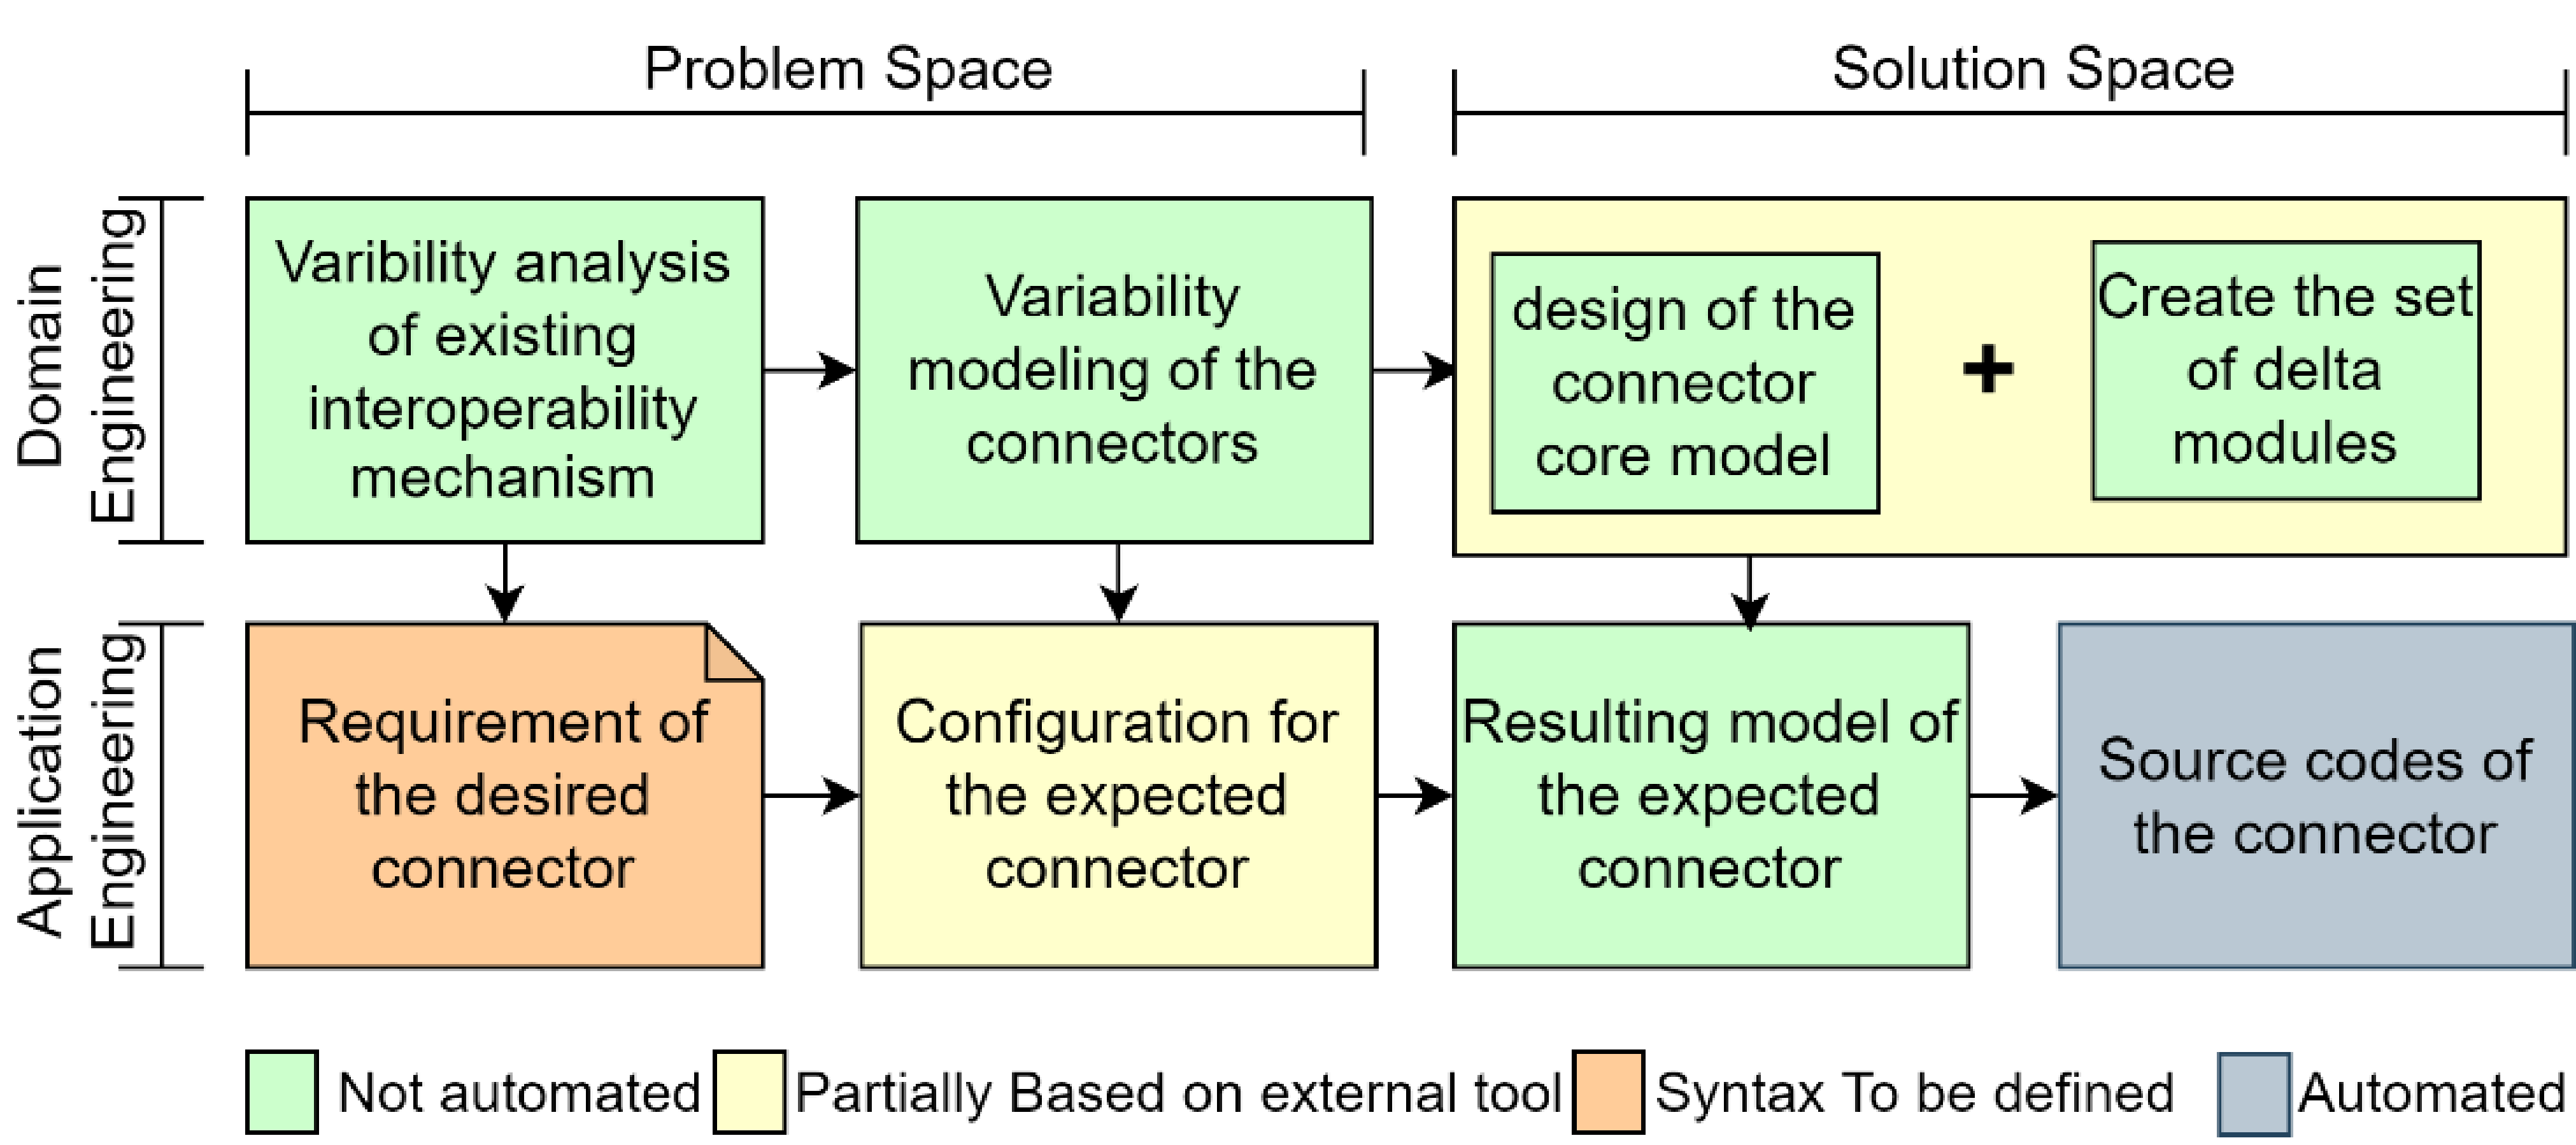 Problem Space
Solution Space
Domain
Engineering
Varibility analysis
of existing
interoperability
mechanism
Variability
modeling of the
connectors
design of the
connector
core model
+
Create the set
of delta
modules
Application
Engineering
Requirement of
the desired
connector
Configuration for
the expected
connector
Resulting model of
the expected
connector
Source codes of
the connector
Not automated
Partially Based on external tool
Syntax To be defined
Automated